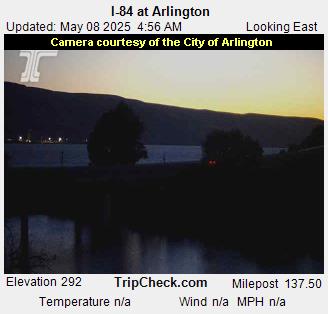 I-84 at Arlington
Updated: May 08 2025 4:56 AM Looking East
Camera courtesy of the City of Arlington
Elevation 292 TripCheck.com Milepost 137.50
Temperature n/a Wind n/a MPH n/a